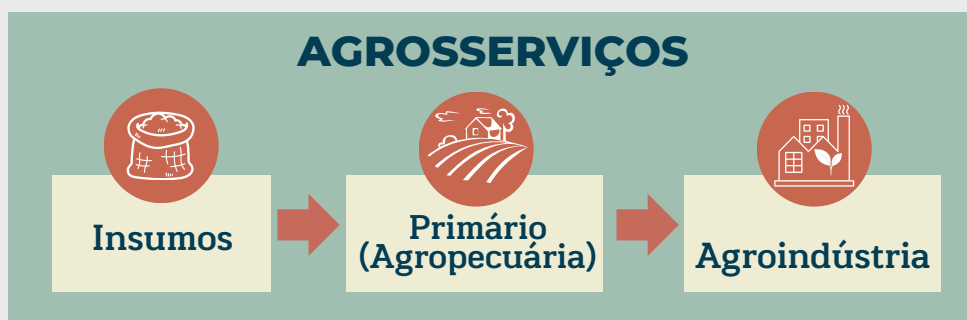 AGROSSERVIÇOS
Insumos
Primário
(Agropecuária)
Agroindústria